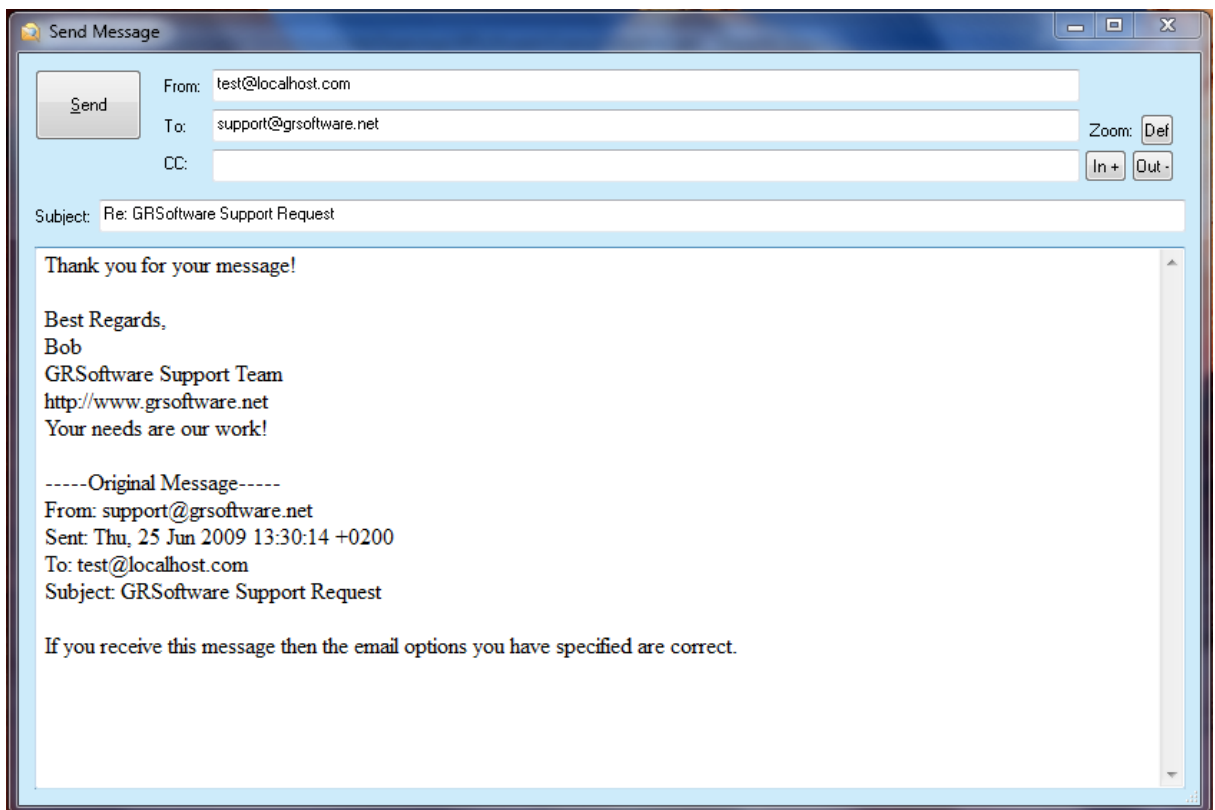 Send Message
Send
From: test@localhost.com
To: support@grsoftware.net
Zoom: Def
CC:
In + Out -
Subject: Re: GRSoftware Support Request
Thank you for your message!
Best Regards,
Bob
GRSoftware Support Team
http://www.grsoftware.net
Your needs are our work!
-----Original Message-----
From: support@grsoftware.net
Sent: Thu, 25 Jun 2009 13:30:14 +0200
To: test@localhost.com
Subject: GRSoftware Support Request
If you receive this message then the email options you have specified are correct.